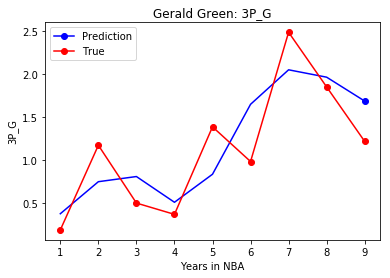 Gerald Green: 3P_G
Prediction
True
2.5
2.0
1.5
1.0
0.5
3P_G
1 2 3 4 5 6 7 8 9
Years in NBA